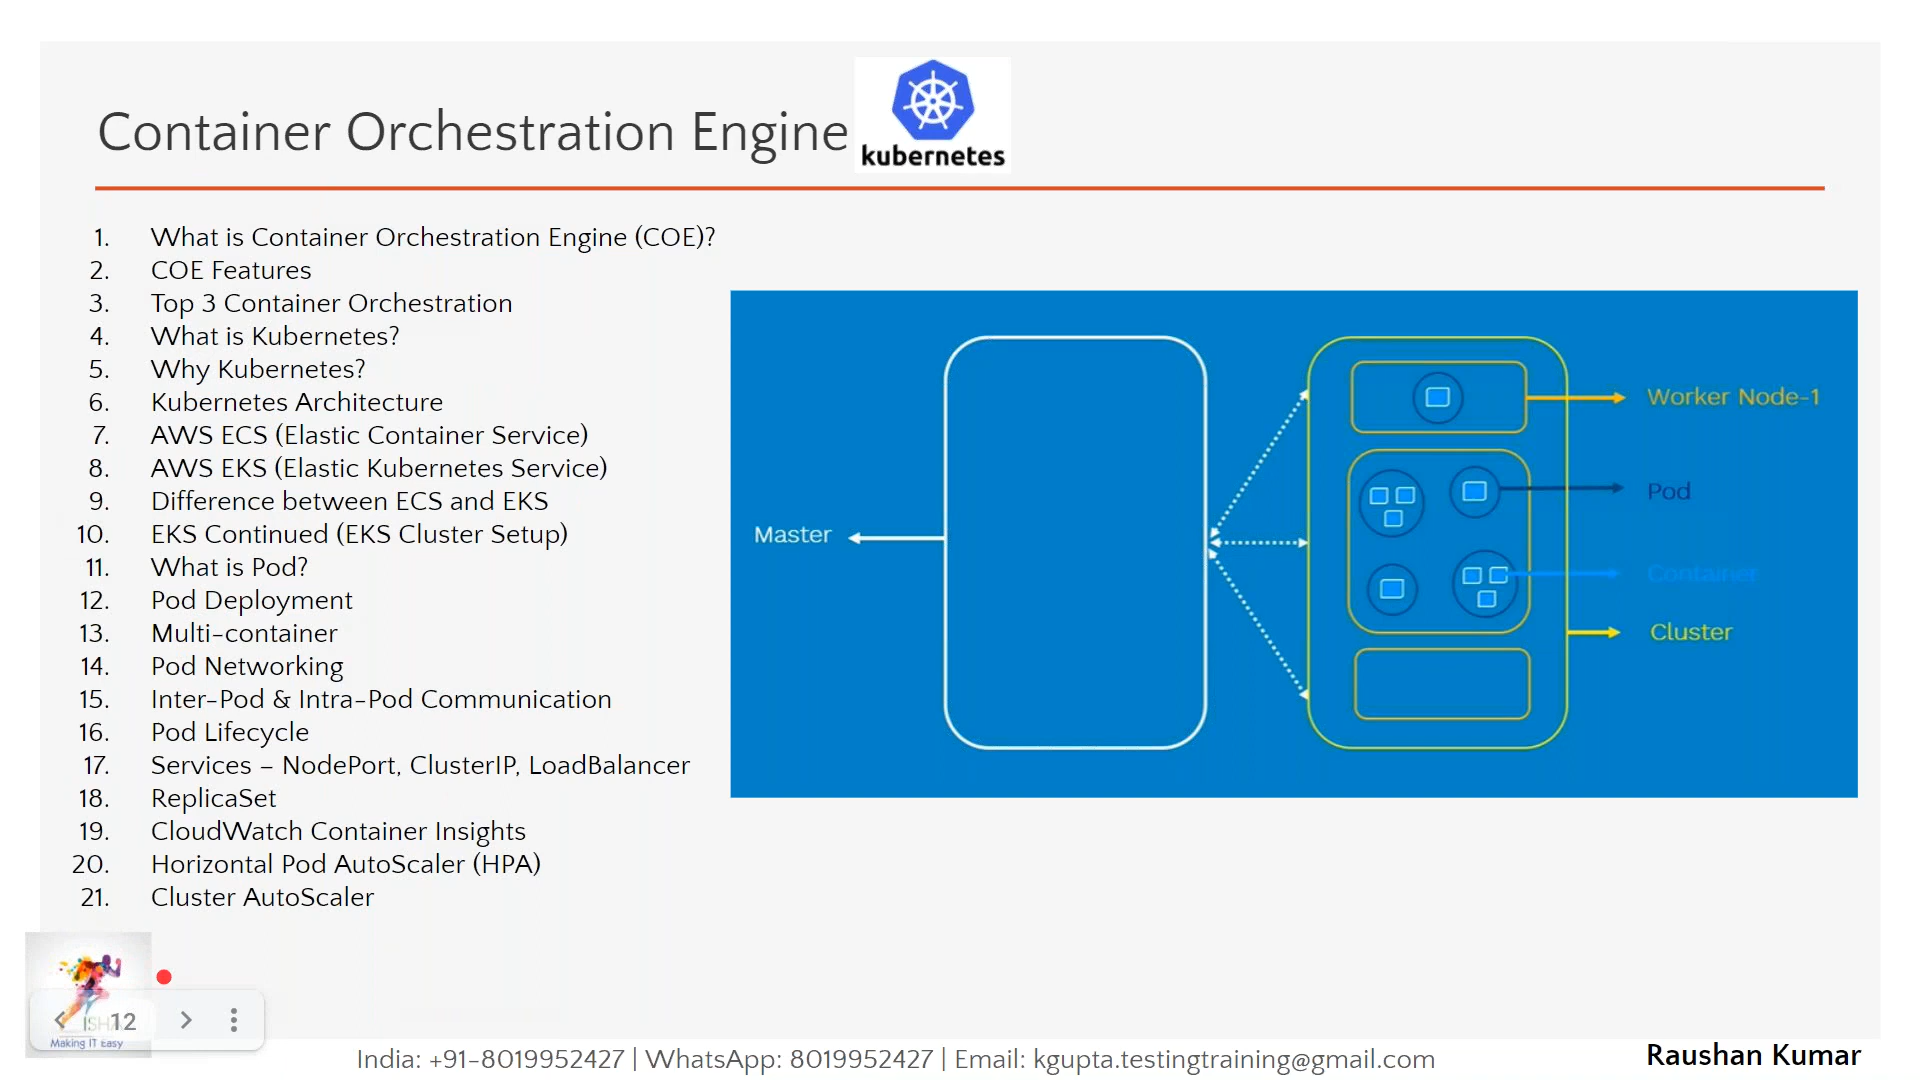 Container Orchestration Engine
kubernetes
1. What is Container Orchestration Engine (COE)?
2. COE Features
3. Top 3 Container Orchestration
4. What is Kubernetes?
5. Why Kubernetes?
6. Kubernetes Architecture
7. AWS ECS (Elastic Container Service)
8. AWS EKS (Elastic Kubernetes Service)
9. Difference between ECS and EKS
10. EKS Continued (EKS Cluster Setup)
11. What is Pod?
12. Pod Deployment
13. Multi-container
14. Pod Networking
15. Inter-Pod & Intra-Pod Communication
16. Pod Lifecycle
17. Services – NodePort, ClusterIP, LoadBalancer
18. ReplicaSet
19. CloudWatch Container Insights
20. Horizontal Pod AutoScaler (HPA)
21. Cluster AutoScaler
Master
Worker Node-1
Pod
Container
Cluster
12
Making IT Easy
India: +91-8019952427 | WhatsApp: 8019952427 | Email: kgupta.testingtraining@gmail.com
Raushan Kumar